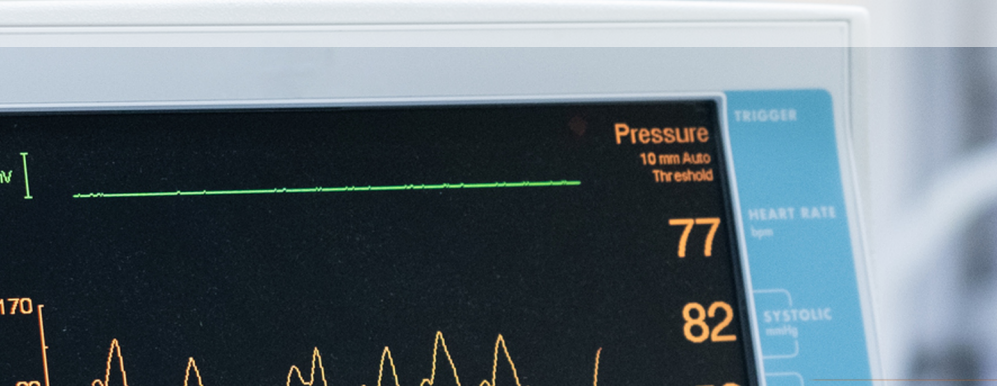 TRIGGER
Pressure
10 mm Auto
Threshold
HEART RATE
bpm
77
170
82
SYSTOLIC
mmHg